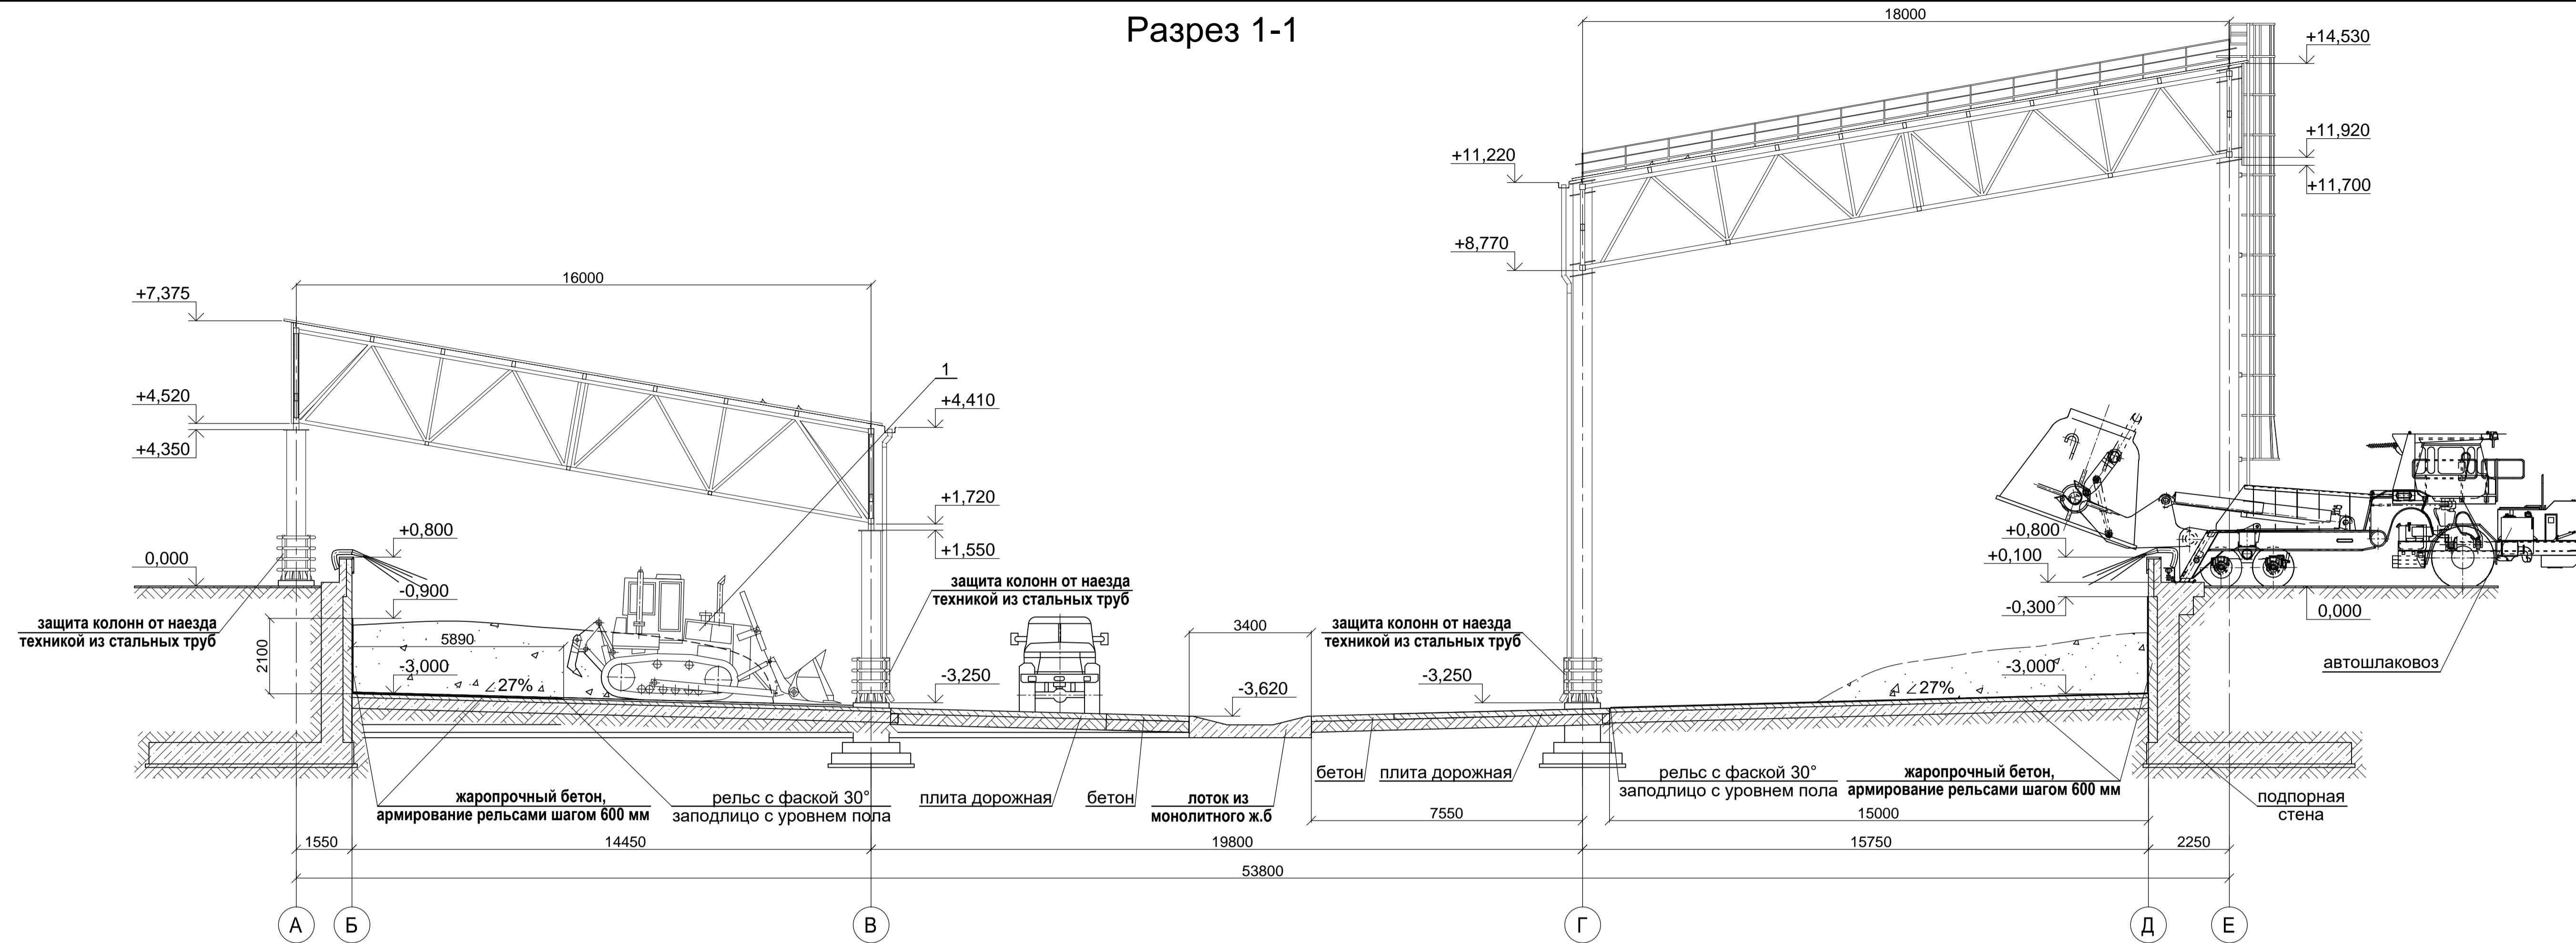 Разрез 1-1
18000
+14,530
+11,920
+11,700
+11,220
+8,770
16000
+7,375
+4,520
+4,350
1
+4,410
+1,720
+1,550
+0,800
0,000
-0,900
защита колонн от наезда
техникой из стальных труб
2100
5890
-3,000
∠27%
защита колонн от наезда
техникой из стальных труб
-3,250
3400
-3,620
защита колонн от наезда
техникой из стальных труб
-3,250
+0,800
+0,100
-0,300
-3,000
∠27%
0,000
автошлаковоз
жаропрочный бетон,
армирование рельсами шагом 600 мм
рельс с фаской 30°
заподлицо с уровнем пола
плита дорожная
бетон
лоток из
монолитного ж.б
бетон
плита дорожная
рельс с фаской 30°
заподлицо с уровнем пола
жаропрочный бетон,
армирование рельсами шагом 600 мм
подпорная
стена
7550
15000
1550
14450
19800
15750
2250
53800
А
Б
В
Г
Д
Е